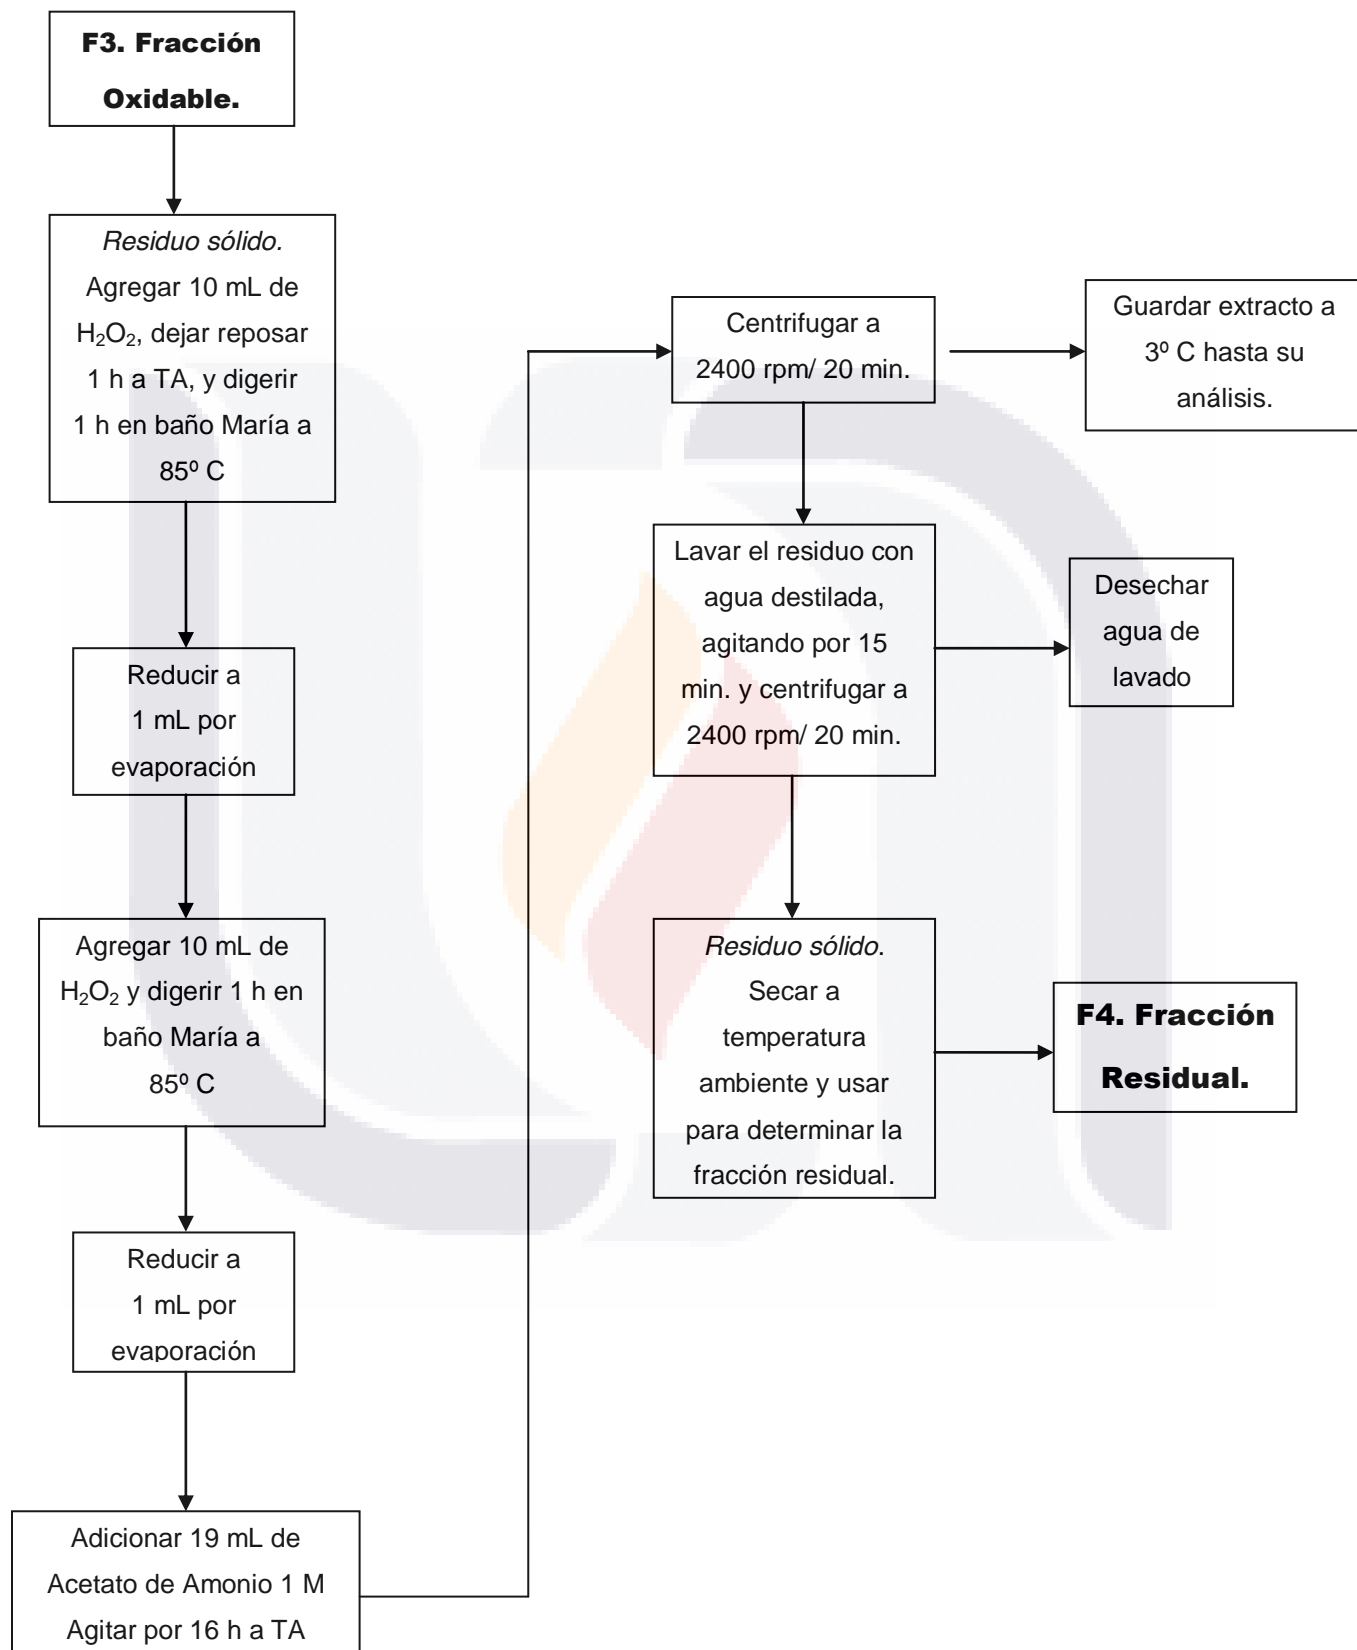 F3. Fracción
Oxidable.
Residuo sólido.
Agregar 10 mL de
H₂O₂, dejar reposar
1 h a TA, y digerir
1 h en baño María a
85º C
Reducir a
1 mL por
evaporación
Agregar 10 mL de
H₂O₂ y digerir 1 h en
baño María a
85º C
Reducir a
1 mL por
evaporación
Adicionar 19 mL de
Acetato de Amonio 1 M
Agitar por 16 h a TA
Centrifugar a
2400 rpm/ 20 min.
Guardar extracto a
3º C hasta su
análisis.
Lavar el residuo con
agua destilada,
agitando por 15
min. y centrifugar a
2400 rpm/ 20 min.
Desechar
agua de
lavado
Residuo sólido.
Secar a
temperatura
ambiente y usar
para determinar la
fracción residual.
F4. Fracción
Residual.